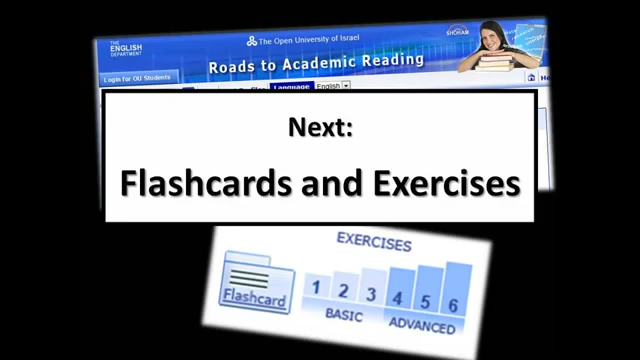 THE
ENGLISH
DEPARTMENT
The Open University of Israel
SHOHAM
Roads to Academic Reading
Login for OU Students
Language
English
Next:
Flashcards and Exercises
EXERCISES
Flashcard
1 2 3 4 5 6
BASIC
ADVANCED